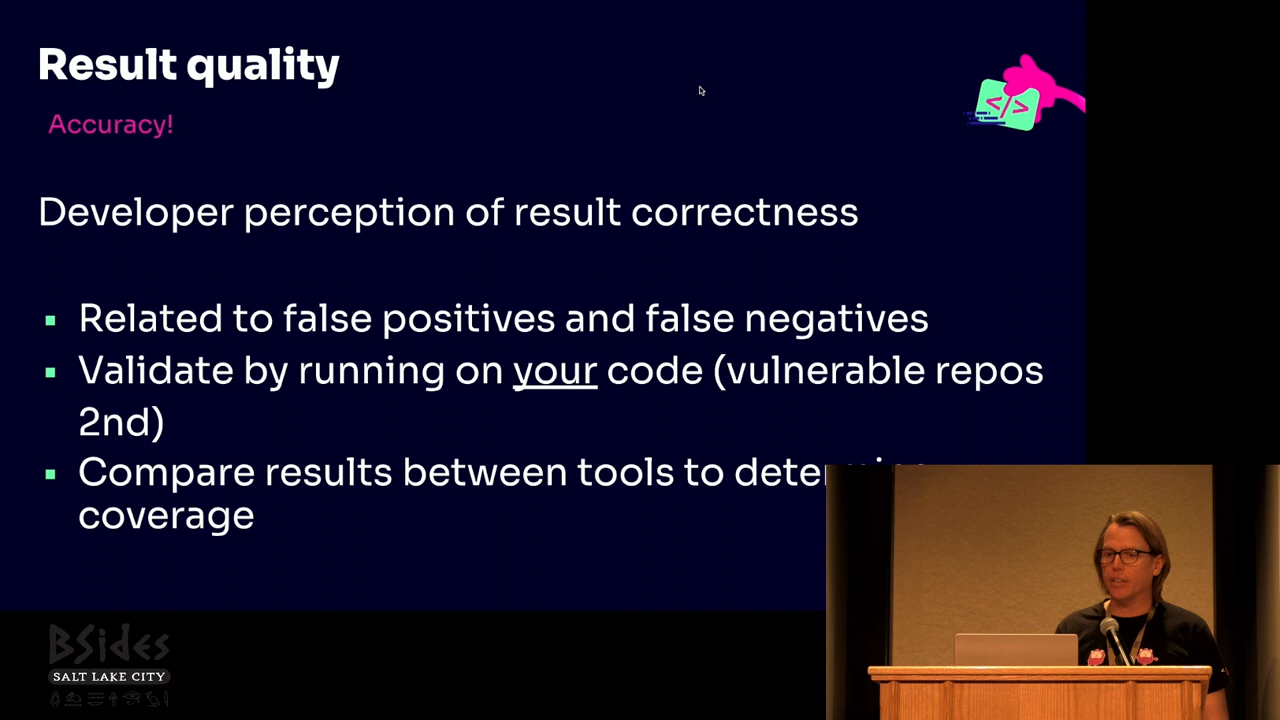 Result quality
</>
Accuracy!
Developer perception of result correctness
Related to false positives and false negatives
Validate by running on your code (vulnerable repos
2nd)
Compare results between tools to determine
coverage
BSides
SALT LAKE CITY